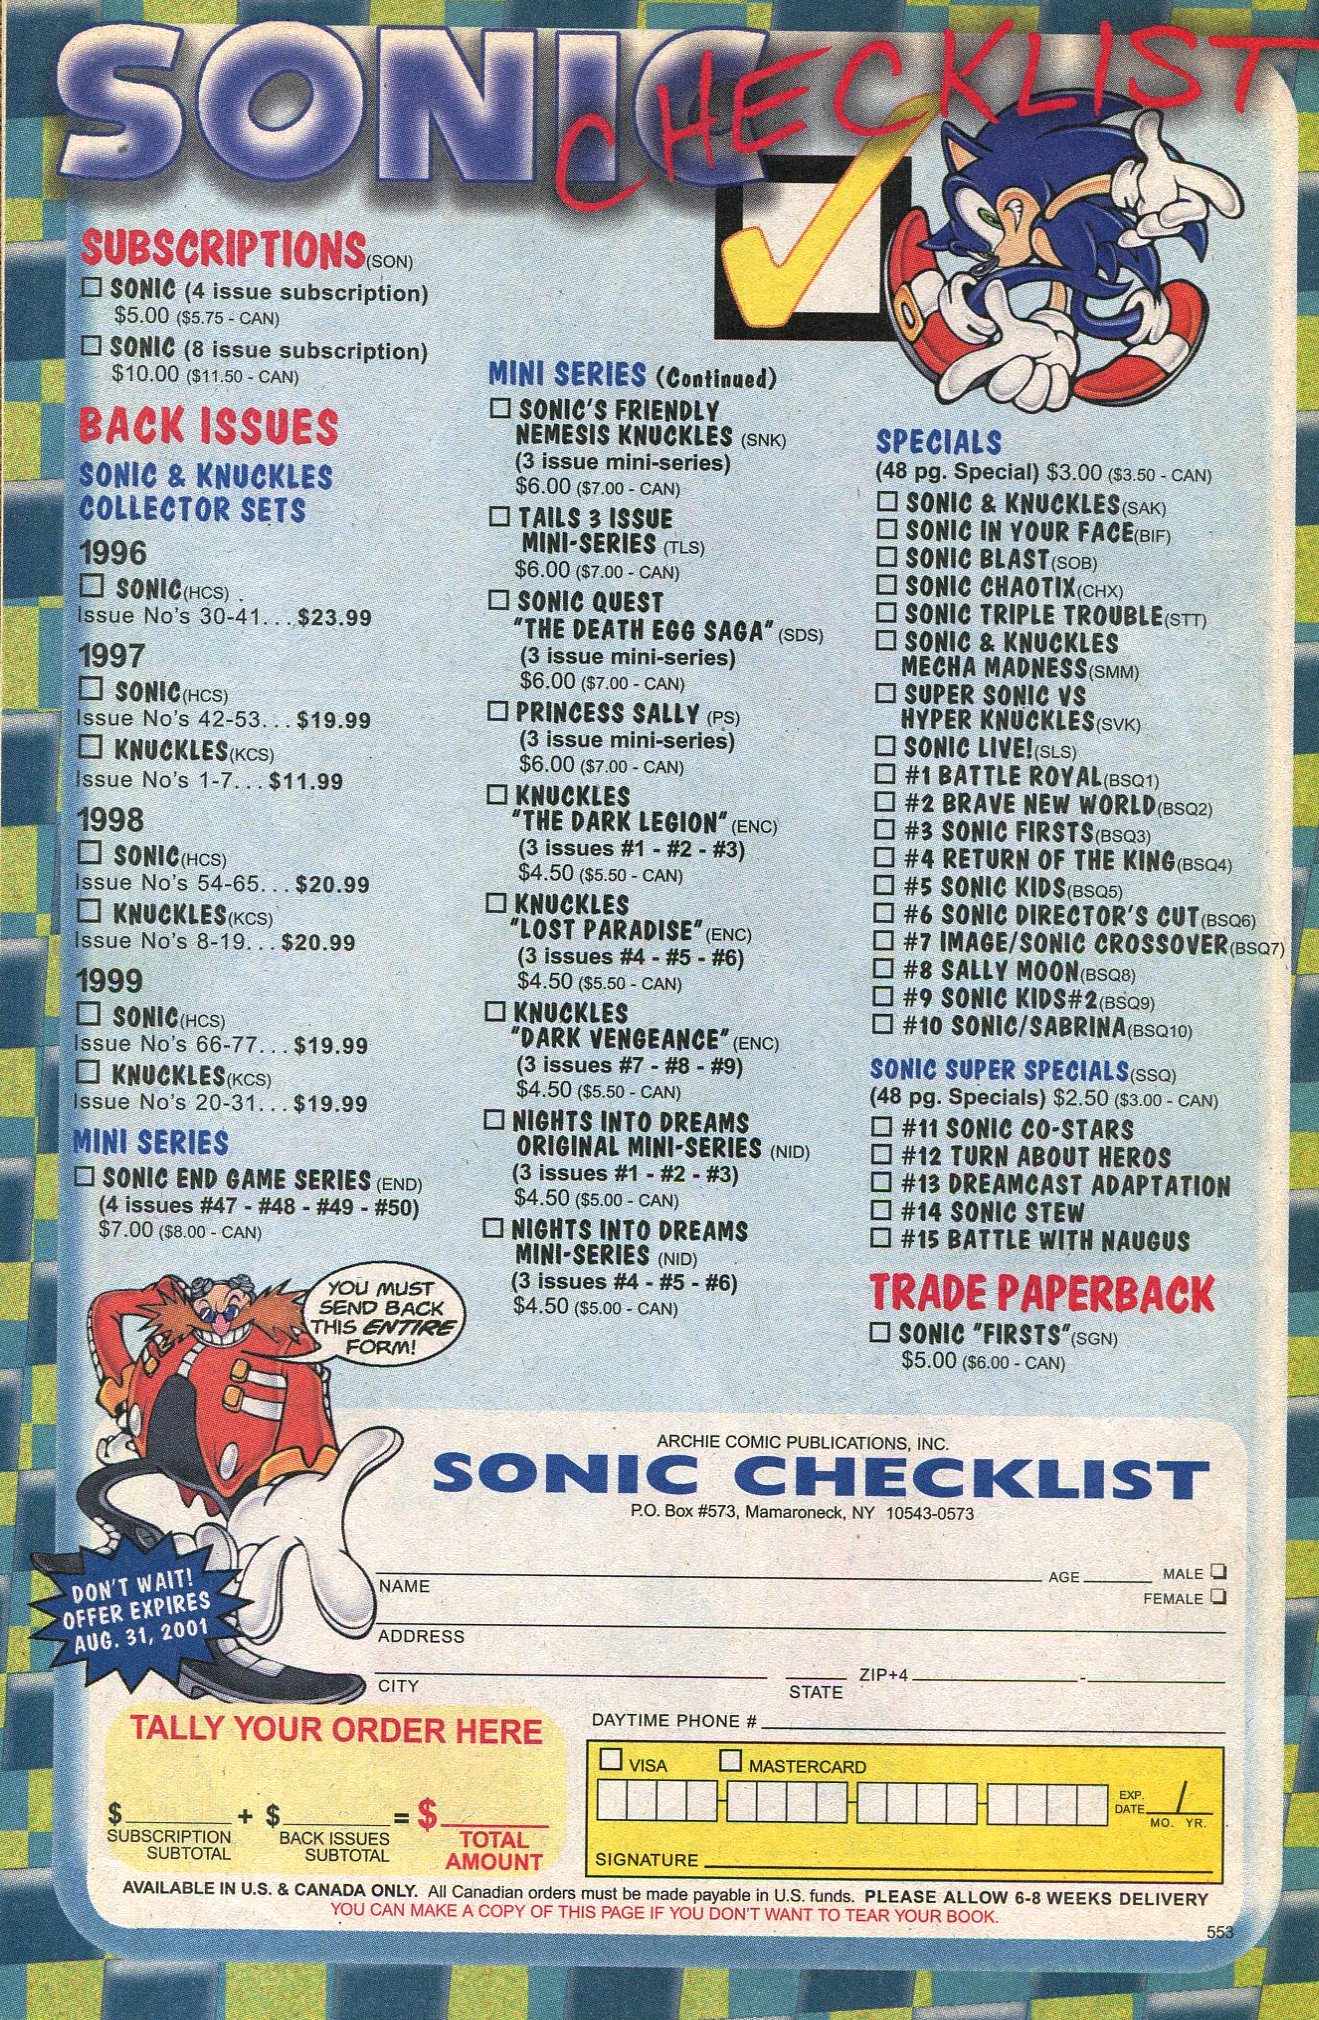 SONIC
CHECKLIST
SUBSCRIPTIONS(SON)
SONIC (4 issue subscription)
$5.00 ($5.75 - CAN)
SONIC (8 issue subscription)
$10.00 ($11.50 - CAN)
BACK ISSUES
SONIC & KNUCKLES
COLLECTOR SETS
1996
SONIC(HCS)
Issue No's 30-41. . . $23.99
1997
SONIC(HCS)
Issue No's 42-53. . . $19.99
KNUCKLES(KCS)
Issue No's 1-7. . . $11.99
1998
SONIC(HCS)
Issue No's 54-65. . . $20.99
KNUCKLES(KCS)
Issue No's 8-19. . . $20.99
1999
SONIC(HCS)
Issue No's 66-77. . . $19.99
KNUCKLES(KCS)
Issue No's 20-31. . . $19.99
MINI SERIES
SONIC END GAME SERIES (END)
(4 issues #47 - #48 - #49 - #50)
$7.00 ($8.00 - CAN)
MINI SERIES (Continued)
SONIC'S FRIENDLY
NEMESIS KNUCKLES (SNK)
(3 issue mini-series)
$6.00 ($7.00 - CAN)
TAILS 3 ISSUE
MINI-SERIES (TLS)
$6.00 ($7.00 - CAN)
SONIC QUEST
"THE DEATH EGG SAGA" (SDS)
(3 issue mini-series)
$6.00 ($7.00 - CAN)
PRINCESS SALLY (PS)
(3 issue mini-series)
$6.00 ($7.00 - CAN)
KNUCKLES
"THE DARK LEGION" (ENC)
(3 issues #1 - #2 - #3)
$4.50 ($5.50 - CAN)
KNUCKLES
"LOST PARADISE" (ENC)
(3 issues #4 - #5 - #6)
$4.50 ($5.50 - CAN)
KNUCKLES
"DARK VENGEANCE" (ENC)
(3 issues #7 - #8 - #9)
$4.50 ($5.50 - CAN)
NIGHTS INTO DREAMS
ORIGINAL MINI-SERIES (NID)
(3 issues #1 - #2 - #3)
$4.50 ($5.00 - CAN)
NIGHTS INTO DREAMS
MINI-SERIES (NID)
(3 issues #4 - #5 - #6)
$4.50 ($5.00 - CAN)
SPECIALS
(48 pg. Special) $3.00 ($3.50 - CAN)
SONIC & KNUCKLES(SAK)
SONIC IN YOUR FACE(BIF)
SONIC BLAST(SOB)
SONIC CHAOTIX(CHX)
SONIC TRIPLE TROUBLE(STT)
SONIC & KNUCKLES
MECHA MADNESS(SMM)
SUPER SONIC VS
HYPER KNUCKLES(SVK)
SONIC LIVE!(SLS)
#1 BATTLE ROYAL(BSQ1)
#2 BRAVE NEW WORLD(BSQ2)
#3 SONIC FIRSTS(BSQ3)
#4 RETURN OF THE KING(BSQ4)
#5 SONIC KIDS(BSQ5)
#6 SONIC DIRECTOR'S CUT(BSQ6)
#7 IMAGE/SONIC CROSSOVER(BSQ7)
#8 SALLY MOON(BSQ8)
#9 SONIC KIDS#2(BSQ9)
#10 SONIC/SABRINA(BSQ10)
SONIC SUPER SPECIALS(SSQ)
(48 pg. Specials) $2.50 ($3.00 - CAN)
#11 SONIC CO-STARS
#12 TURN ABOUT HEROS
#13 DREAMCAST ADAPTATION
#14 SONIC STEW
#15 BATTLE WITH NAUGUS
TRADE PAPERBACK
SONIC "FIRSTS"(SGN)
$5.00 ($6.00 - CAN)
YOU MUST
SEND BACK
THIS ENTIRE
FORM!
DON'T WAIT!
OFFER EXPIRES
AUG. 31, 2001
ARCHIE COMIC PUBLICATIONS, INC.
SONIC CHECKLIST
P.O. Box #573, Mamaroneck, NY 10543-0573
NAME AGE MALE
FEMALE
ADDRESS
CITY STATE ZIP+4 -
DAYTIME PHONE #
TALLY YOUR ORDER HERE
$ + $ = $
SUBSCRIPTION SUBTOTAL
BACK ISSUES SUBTOTAL
TOTAL AMOUNT
VISA MASTERCARD
EXP. DATE /
MO. YR.
SIGNATURE
AVAILABLE IN U.S. & CANADA ONLY. All Canadian orders must be made payable in U.S. funds. PLEASE ALLOW 6-8 WEEKS DELIVERY
YOU CAN MAKE A COPY OF THIS PAGE IF YOU DON'T WANT TO TEAR YOUR BOOK.
553